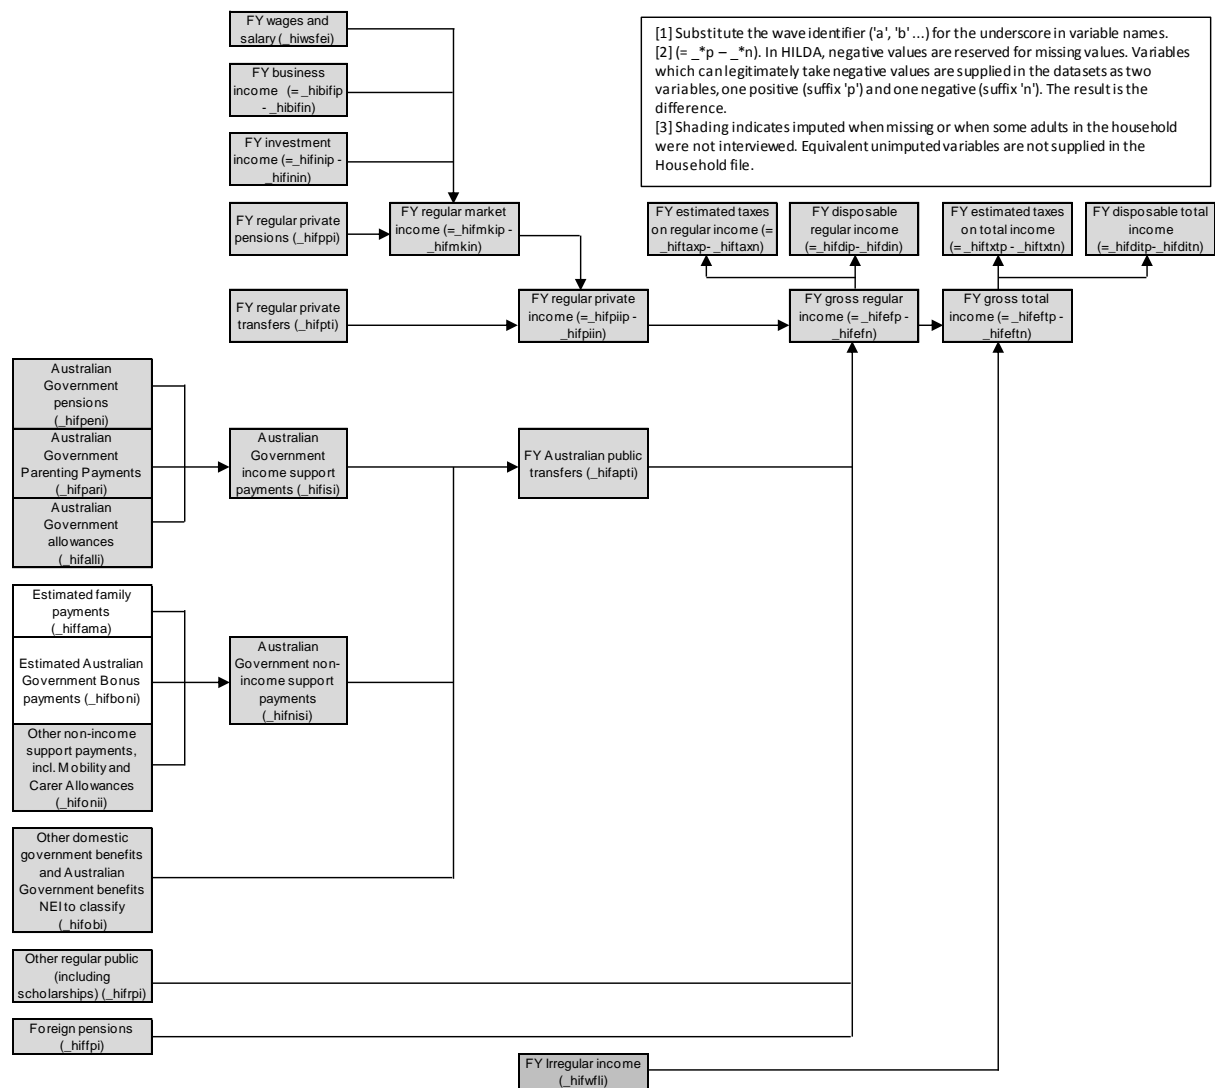 FY wages and
salary (_hiwsfei)
FY business
income (= _hibifip
- _hibifin)
FY investment
income (=_hifinip -
_hifinin)
FY regular private
pensions (_hifppi)
FY regular market
income (=_hifmkip -
_hifmkin)
[1] Substitute the wave identifier ('a', 'b' ...) for the underscore in variable names.
[2] (= _*p – _*n). In HILDA, negative values are reserved for missing values. Variables
which can legitimately take negative values are supplied in the datasets as two
variables, one positive (suffix 'p') and one negative (suffix 'n'). The result is the
difference.
[3] Shading indicates imputed when missing or when some adults in the household
were not interviewed. Equivalent unimputed variables are not supplied in the
Household file.
FY estimated taxes
on regular income (=
_hiftaxp- _hiftaxn)
FY disposable
regular income
(=_hifdip- _hifdin)
FY estimated taxes
on total income
(= _hiftxtp - _hiftxtn)
FY disposable total
income
(=_hifditp-_hifditn)
FY regular private
transfers (_hifpti)
FY regular private
income (=_hifpiip -
_hifpiin)
FY gross regular
income (= _hifefp -
_hifefn)
FY gross total
income (= _hifeftp -
_hifeftn)
Australian
Government
pensions
(_hifpeni)
Australian
Government
Parenting Payments
(_hifpari)
Australian
Government
allowances
(_hifalli)
Australian
Government
income support
payments (_hifisi)
FY Australian public
transfers (_hifapti)
Estimated family
payments
(_hiffama)
Estimated Australian
Government Bonus
payments (_hifboni)
Other non-income
support payments,
incl. Mobility and
Carer Allowances
(_hifonii)
Australian
Government non-
income support
payments
(_hifnisi)
Other domestic
government benefits
and Australian
Government benefits
NEI to classify
(_hifobi)
Other regular public
(including
scholarships) (_hifrpi)
Foreign pensions
(_hiffpi)
FY Irregular income
(_hifwfli)